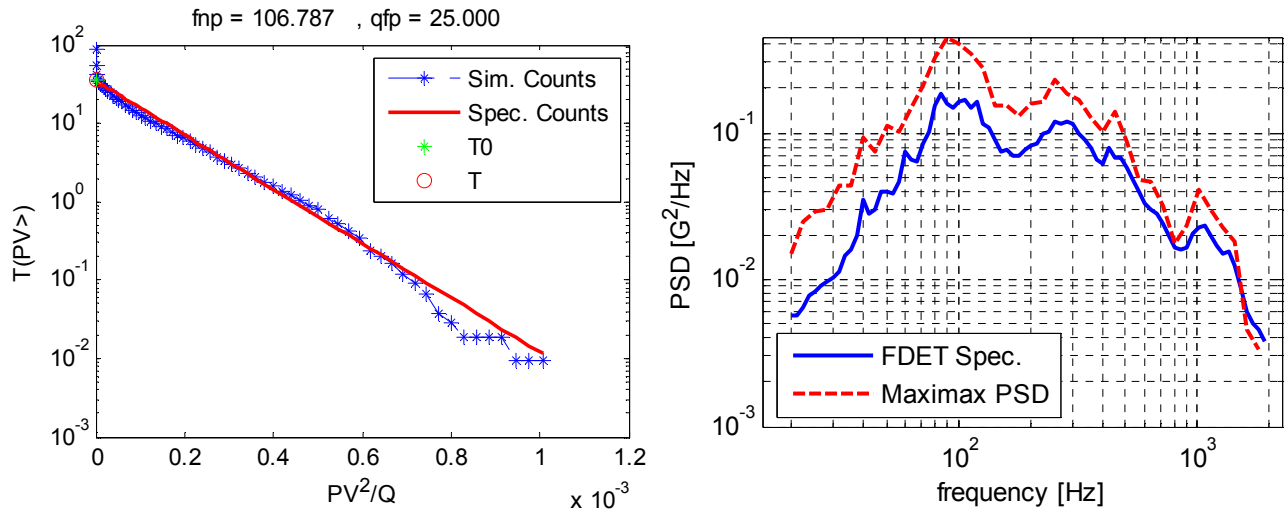 fnp = 106.787 , qfp = 25.000
10^2
10^1
10^0
10^-1
10^-2
10^-3
T(PV>)
Sim. Counts
Spec. Counts
T0
T
0 0.2 0.4 0.6 0.8 1 1.2
x 10^-3
PV^2/Q
10^-1
10^-2
10^-3
PSD [G^2/Hz]
FDET Spec.
Maximax PSD
10^2 10^3
frequency [Hz]